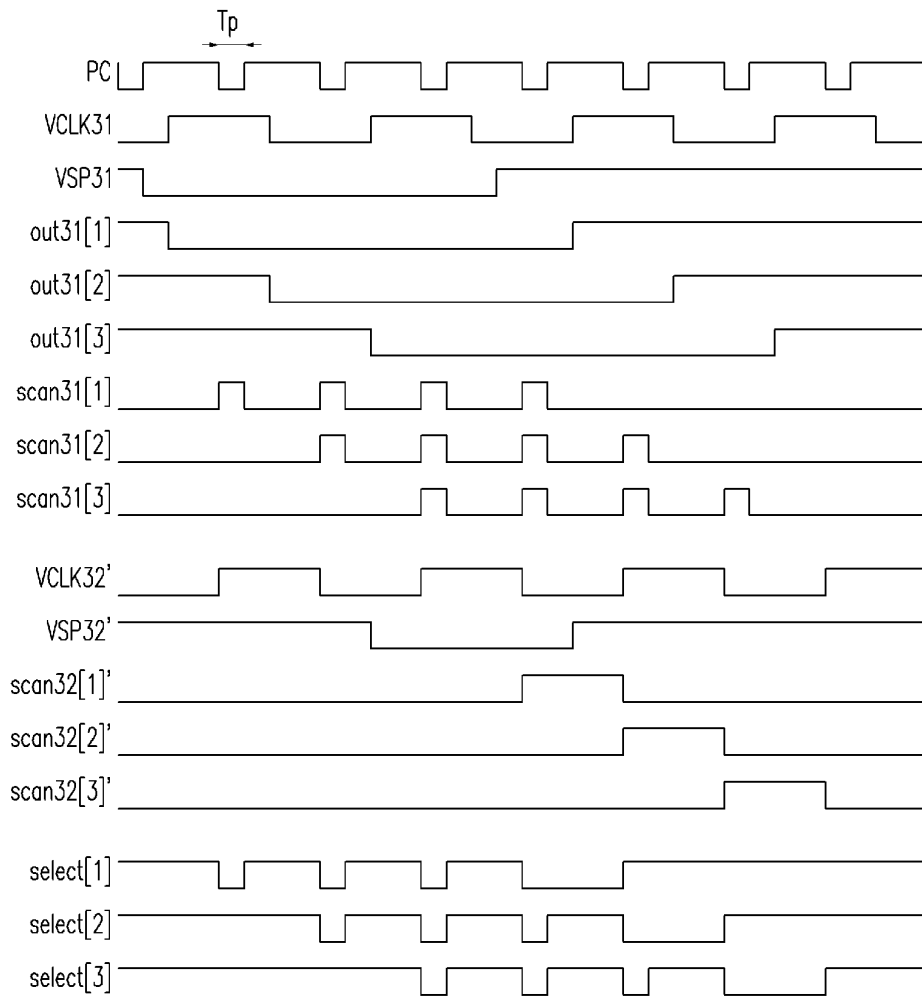 Tp
PC
VCLK31
VSP31
out31[1]
out31[2]
out31[3]
scan31[1]
scan31[2]
scan31[3]
VCLK32'
VSP32'
scan32[1]'
scan32[2]'
scan32[3]'
select[1]
select[2]
select[3]